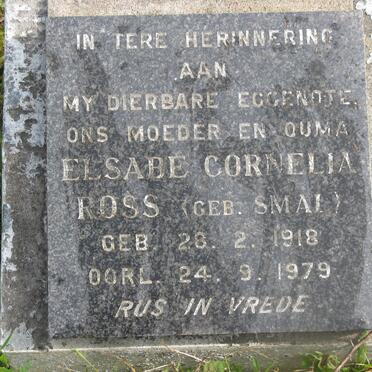 IN TERE HERINNERING
AAN
MY DIERBARE EGGENOTE,
ONS MOEDER EN OUMA
ELSABE CORNELIA
ROSS (GEB. SMAL)
GEB. 28. 2. 1918
OORL. 24. 9. 1979
RUS IN VREDE